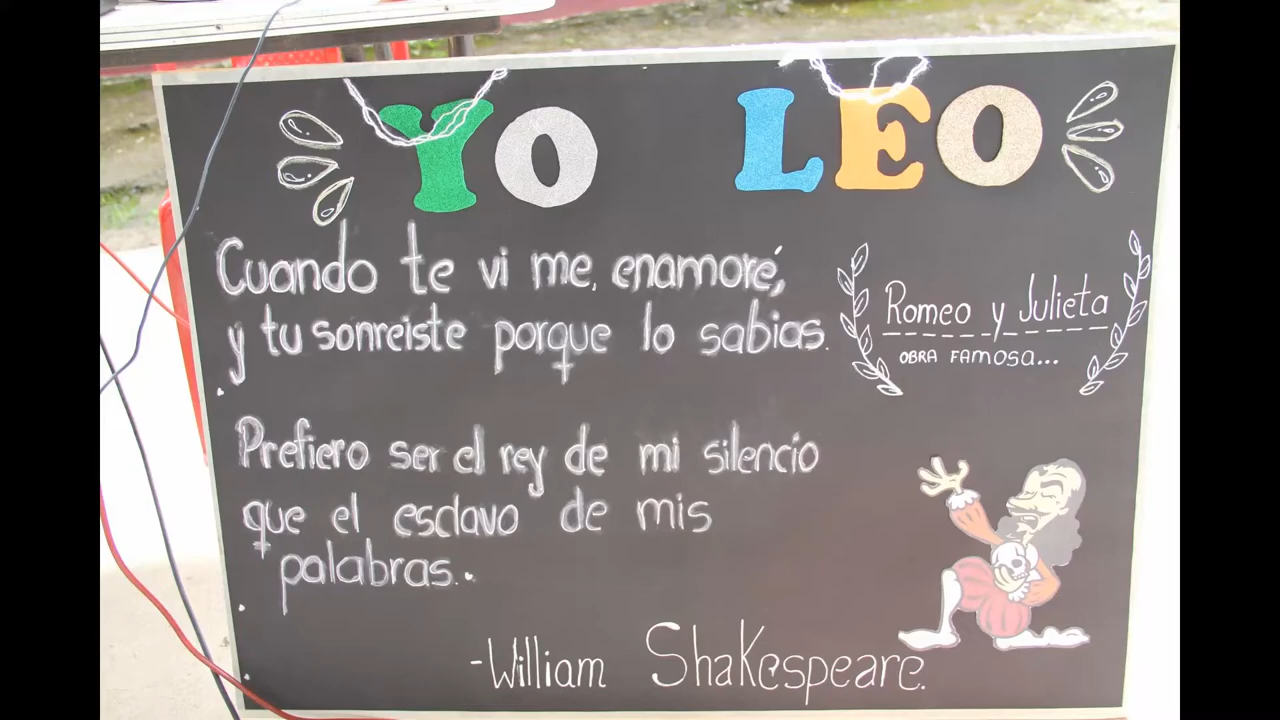 YO LEO
Cuando te vi me enamoré,
y tu sonreiste porque lo sabias.
Romeo y Julieta
OBRA FAMOSA...
Prefiero ser el rey de mi silencio
que el esclavo de mis
palabras.
-William Shakespeare.